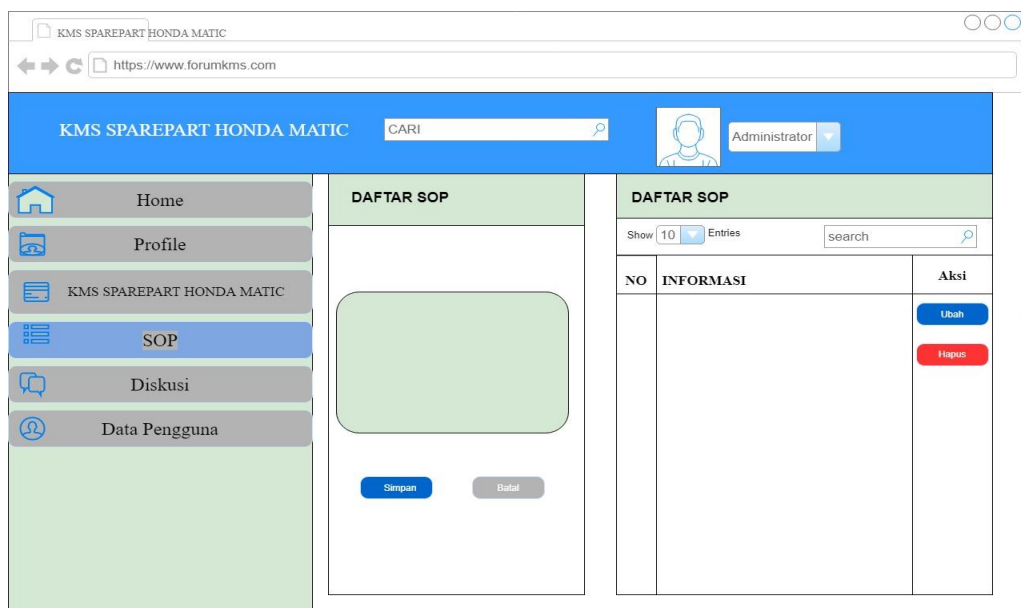 KMS SPAREPART HONDA MATIC
https://www.forumkms.com
KMS SPAREPART HONDA MATIC
CARI
Administrator
Home
Profile
KMS SPAREPART HONDA MATIC
SOP
Diskusi
Data Pengguna
DAFTAR SOP
Simpan
Batal
DAFTAR SOP
Show 10 Entries
search
NO INFORMASI Aksi
Ubah
Hapus